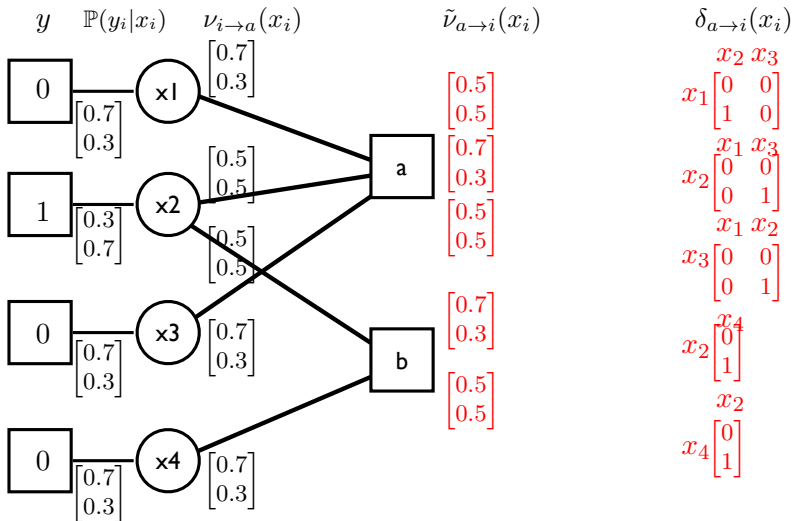 y ℙ(y_i|x_i) ν_{i→a}(x_i) ν̃_{a→i}(x_i) δ_{a→i}(x_i)
[0.7 0.3]
x_2 x_3
0 x1 [0.5 0.5] x_1 [0 0
1 0]
[0.7 0.3]
a
[0.7 0.3]
x_1 x_3
[0.5 0.5]
x_2 [0 0
0 1]
1 x2
[0.3 0.7]
[0.5 0.5]
x_1 x_2
[0.5 0.5]
x_3 [0 0
0 1]
[0.7 0.3]
x_4
0 x3
[0.7 0.3]
b
x_2 [0
1]
[0.7 0.3]
[0.5 0.5]
x_2
x_4 [0
1]
0 x4
[0.7 0.3]
[0.7 0.3]